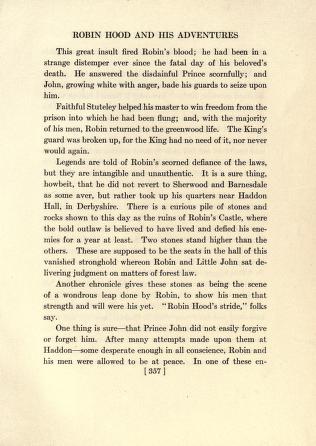 ROBIN HOOD AND HIS ADVENTURES
This great insult fired Robin's blood; he had been in a
strange distemper ever since the fatal day of his beloved's
death. He answered the disdainful Prince scornfully; and
John, growing white with anger, bade his guards to seize upon
him.
Faithful Stuteley helped his master to win freedom from the
prison into which he had been flung; and, with the majority
of his men, Robin returned to the greenwood life. The King's
guard was broken up, for the King had no need of it, nor never
would again.
Legends are told of Robin's scorned defiance of the laws,
but they are intangible and unauthentic. It is a sure thing,
howbeit, that he did not revert to Sherwood and Barnesdale
as some aver, but rather took up his quarters near Haddon
Hall, in Derbyshire. There is a curious pile of stones and
rocks shown to this day as the ruins of Robin's Castle, where
the bold outlaw is believed to have lived and defied his ene-
mies for a year at least. Two stones stand higher than the
others. These are supposed to be the seats in the hall of this
vanished stronghold whereon Robin and Little John sat de-
livering judgment on matters of forest law.
Another chronicle gives these stones as being the scene
of a wondrous leap done by Robin, to show his men that
strength and will were his yet. "Robin Hood's stride," folks
say.
One thing is sure—that Prince John did not easily forgive
or forget him. After many attempts made upon them at
Haddon—some desperate enough in all conscience, Robin and
his men were allowed to be at peace. In one of these en-
[ 357 ]